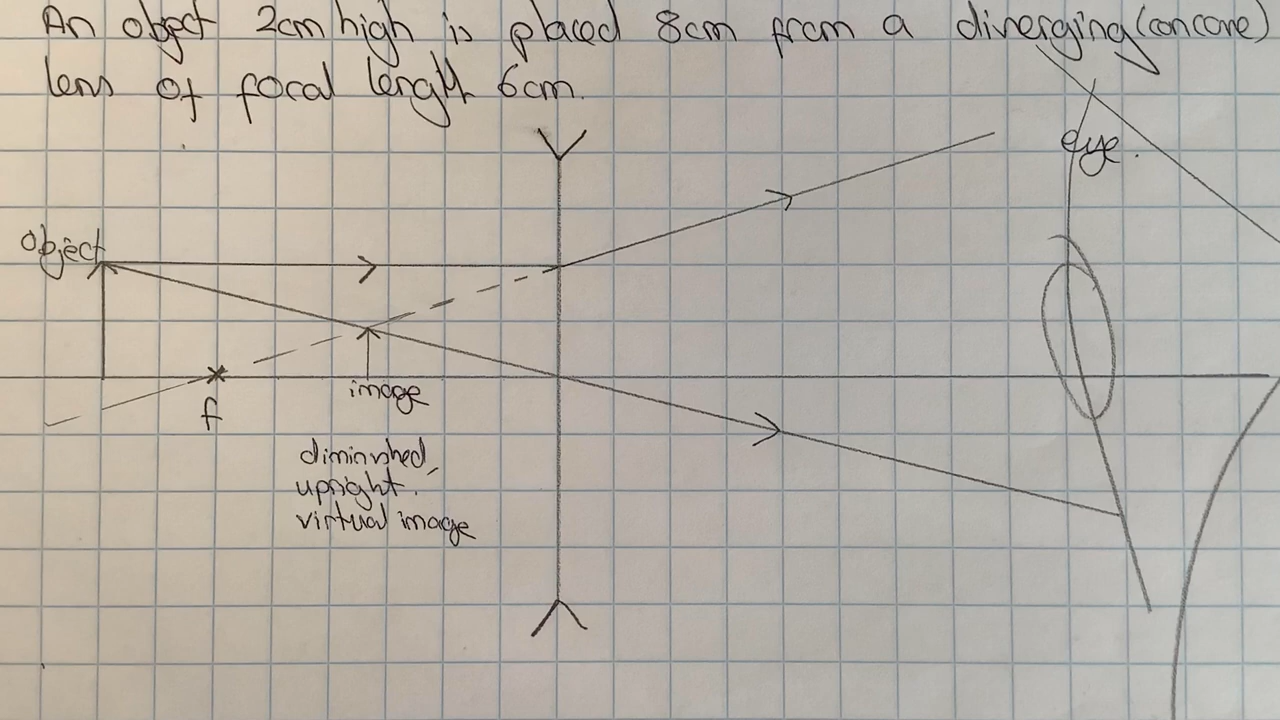 An object 2cm high is placed 8cm from a diverging (concave)
lens of focal length 6cm.
eye.
object
f
image
diminished,
upright.
virtual image